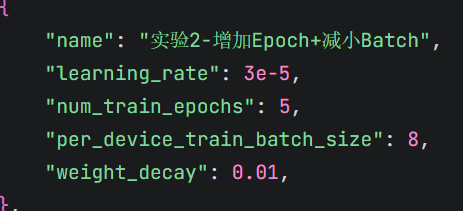 {
"name": "实验2-增加Epoch+减小Batch",
"learning_rate": 3e-5,
"num_train_epochs": 5,
"per_device_train_batch_size": 8,
"weight_decay": 0.01,
},